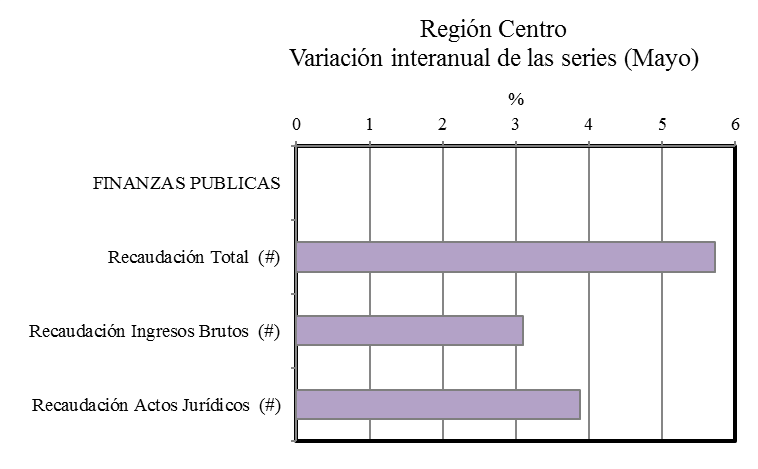 Región Centro
Variación interanual de las series (Mayo)
%
0 1 2 3 4 5 6
FINANZAS PUBLICAS
Recaudación Total (#)
Recaudación Ingresos Brutos (#)
Recaudación Actos Jurídicos (#)